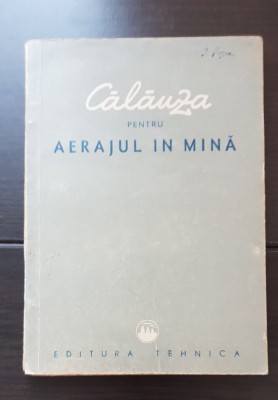 Călăuza
PENTRU
AERAJUL IN MINĂ
EDITURA TEHNICA